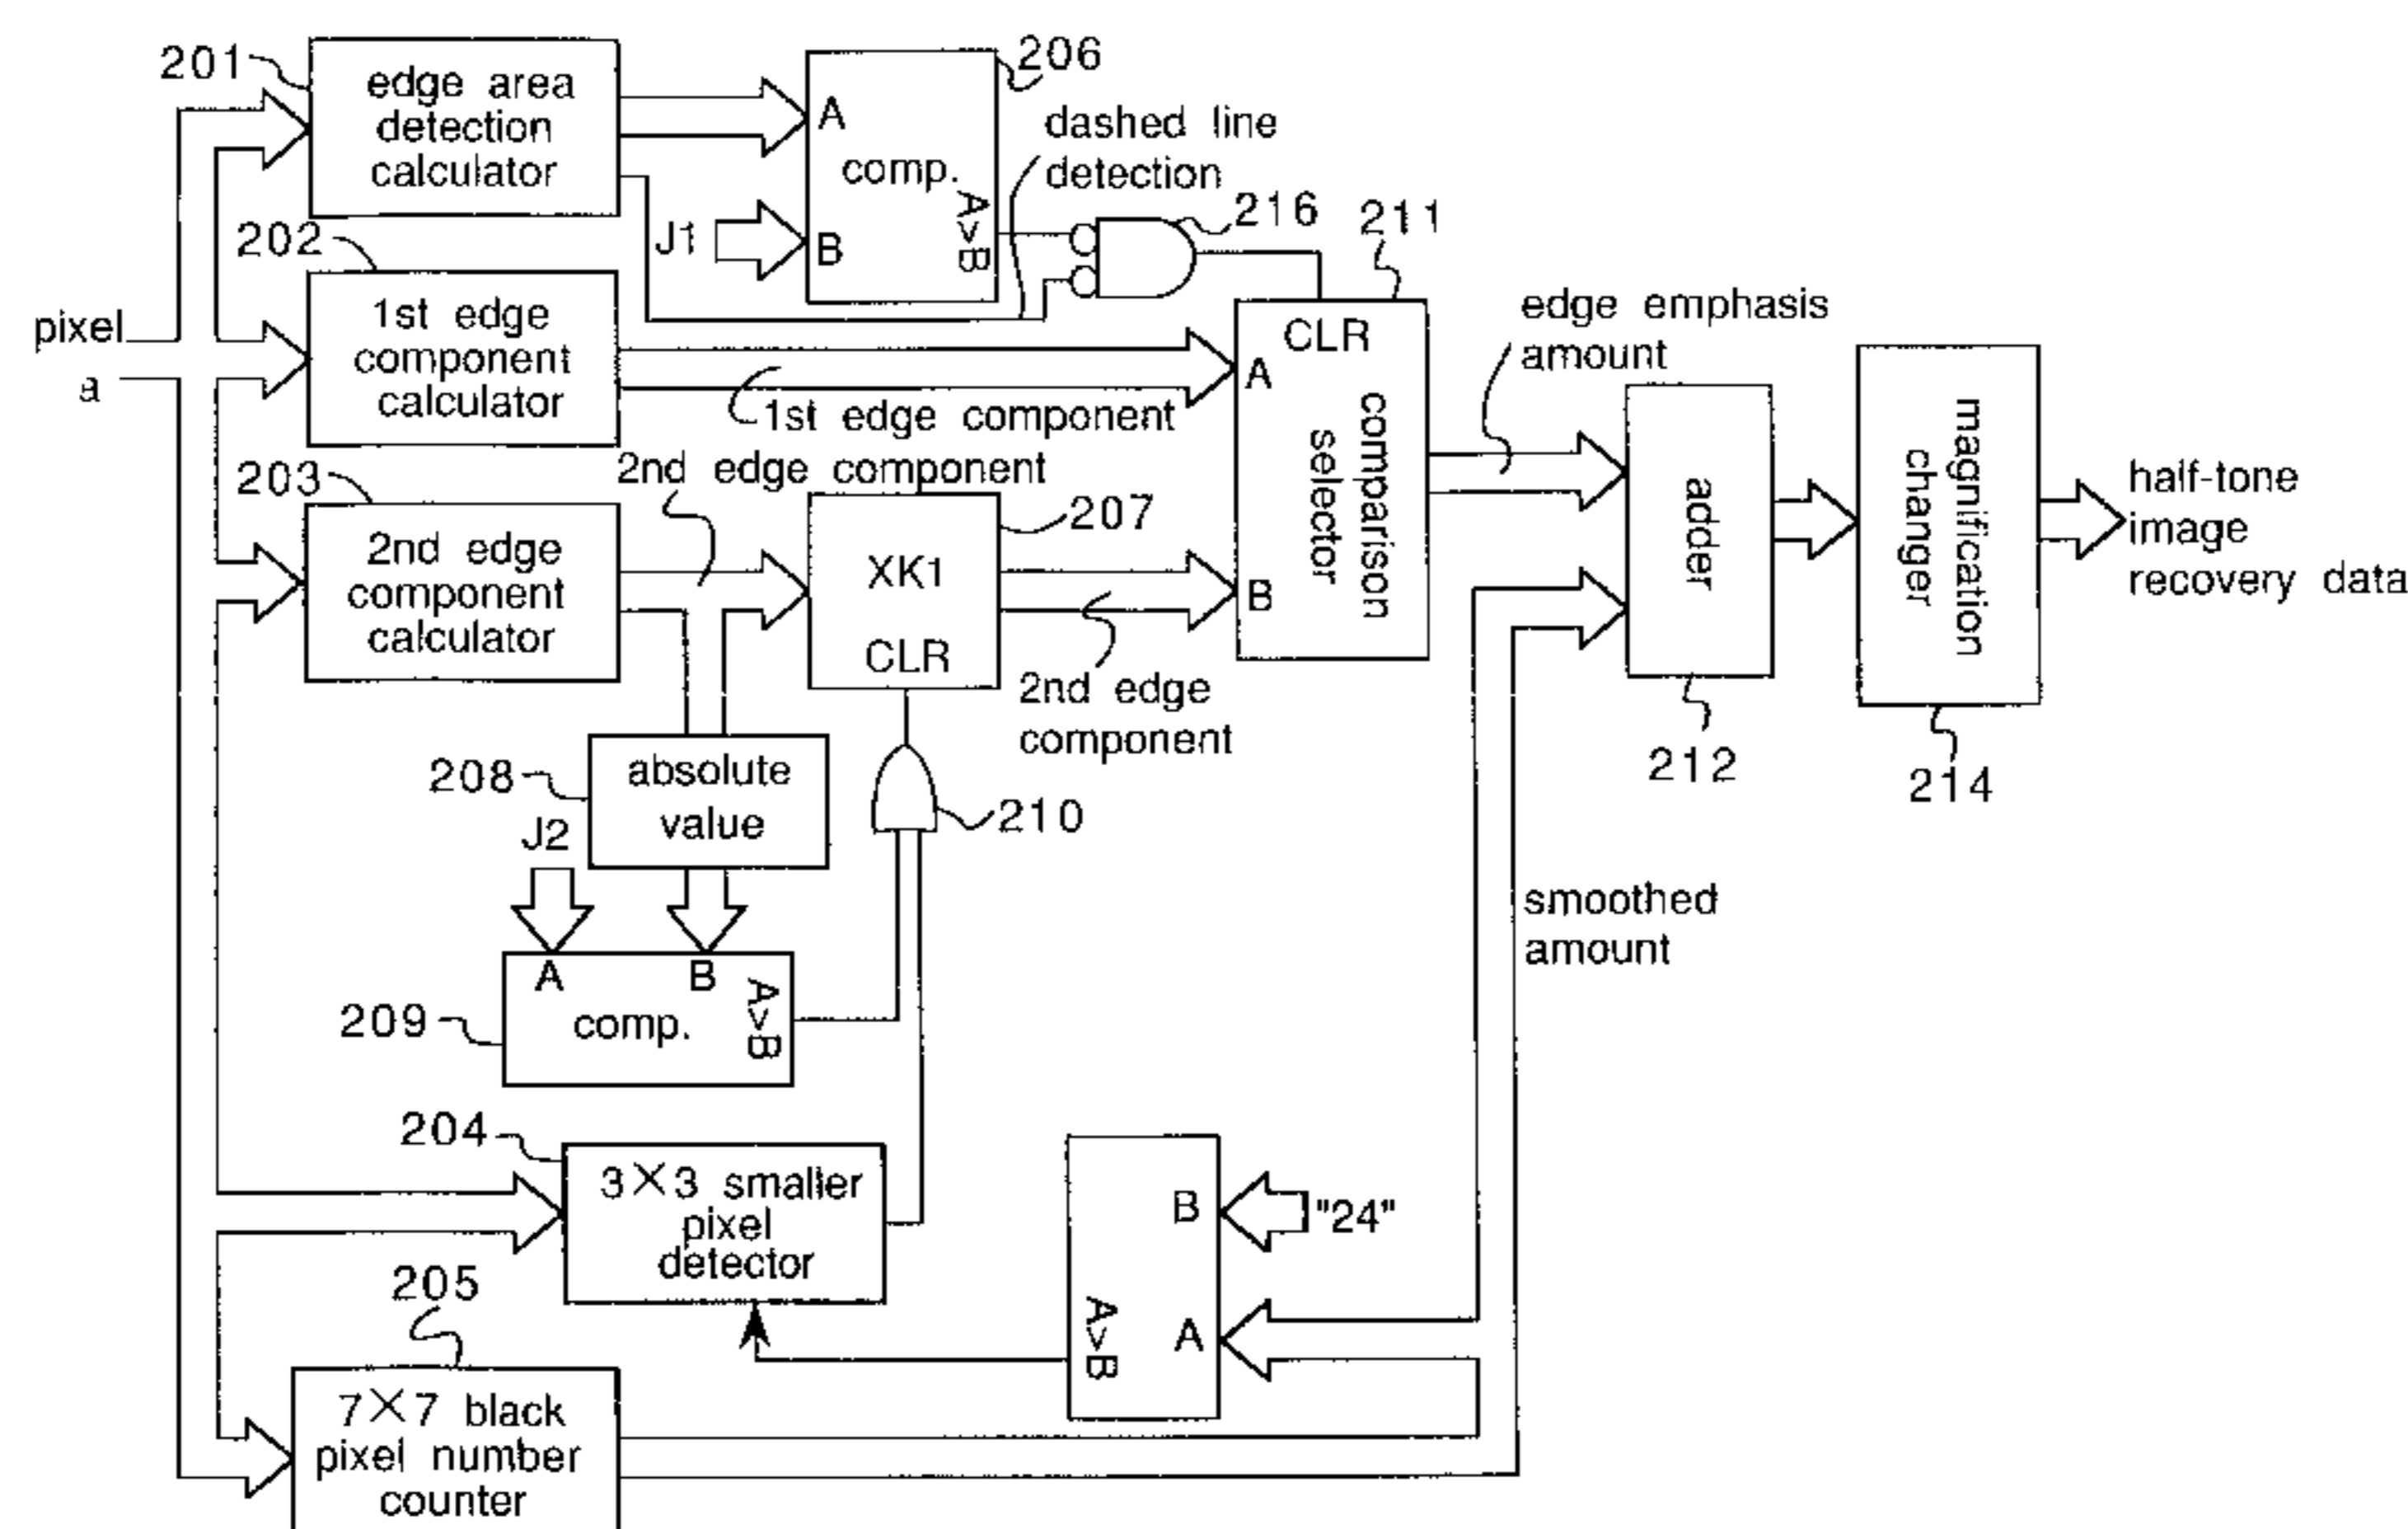 201
edge area
detection
calculator
206
A
comp.
J1
B
A>B
dashed line
detection
216
211
202
1st edge
component
calculator
pixel
a
1st edge component
CLR
A
comparison
selector
B
edge emphasis
amount
203
2nd edge
component
calculator
2nd edge component
207
XK1
CLR
2nd edge
component
adder
212
magnification
changer
214
half-tone
image
recovery data
208
absolute
value
J2
210
A
B
A>B
209
comp.
smoothed
amount
204
3×3 smaller
pixel
detector
B
"24"
A>B
A
205
7×7 black
pixel number
counter